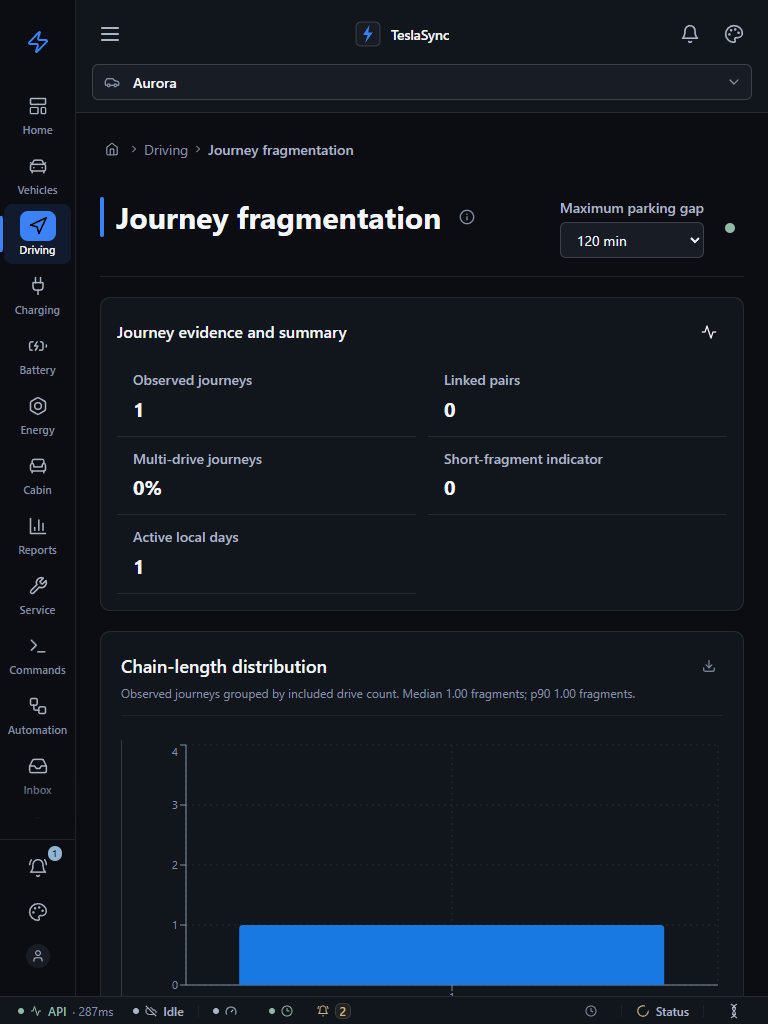 TeslaSync
Aurora
Home
Vehicles
Driving
Charging
Battery
Energy
Cabin
Reports
Service
Commands
Automation
Inbox
1
Driving
Journey fragmentation
Journey fragmentation
Maximum parking gap
120 min
Journey evidence and summary
Observed journeys
1
Linked pairs
0
Multi-drive journeys
0%
Short-fragment indicator
0
Active local days
1
Chain-length distribution
Observed journeys grouped by included drive count. Median 1.00 fragments; p90 1.00 fragments.
4
3
2
1
0
API · 287ms
Idle
2
Status